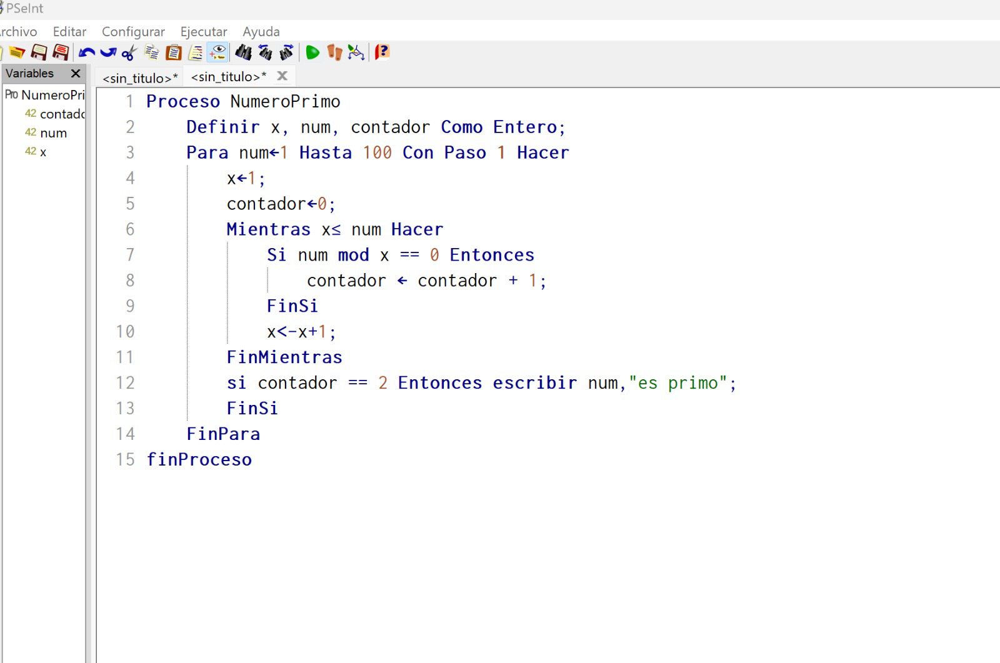 PSeInt
rchivo Editar Configurar Ejecutar Ayuda
Variables
<sin_titulo>* <sin_titulo>*
Pro NumeroPri
42 contado
42 num
42 x
1 Proceso NumeroPrimo
2 Definir x, num, contador Como Entero;
3 Para num←1 Hasta 100 Con Paso 1 Hacer
4 x←1;
5 contador←0;
6 Mientras x≤ num Hacer
7 Si num mod x == 0 Entonces
8 contador ← contador + 1;
9 FinSi
10 x<-x+1;
11 FinMientras
12 si contador == 2 Entonces escribir num,"es primo";
13 FinSi
14 FinPara
15 finProceso